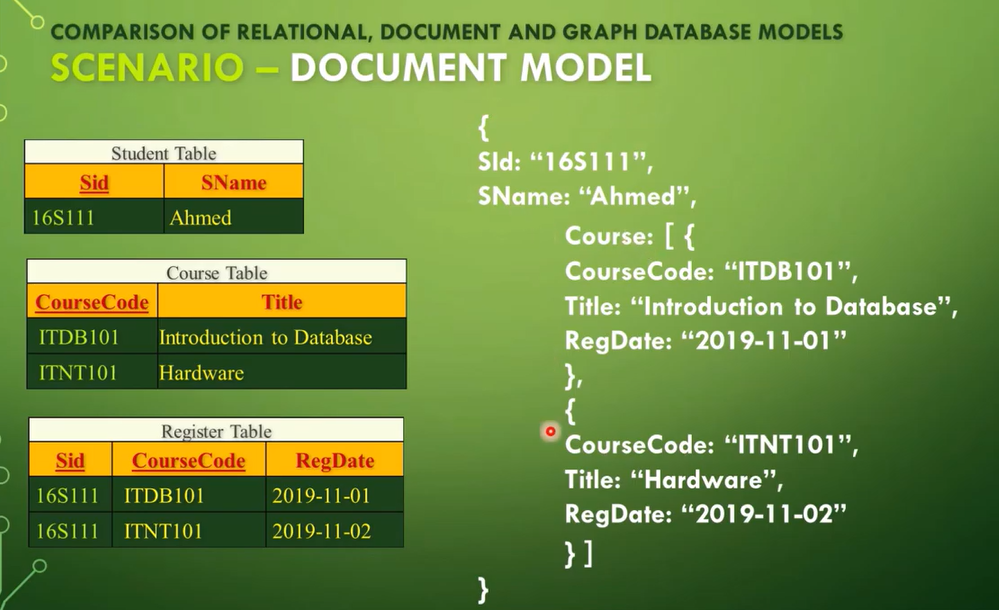 COMPARISON OF RELATIONAL, DOCUMENT AND GRAPH DATABASE MODELS
SCENARIO – DOCUMENT MODEL
Student Table
Sid SName
16S111 Ahmed
Course Table
CourseCode Title
ITDB101 Introduction to Database
ITNT101 Hardware
Register Table
Sid CourseCode RegDate
16S111 ITDB101 2019-11-01
16S111 ITNT101 2019-11-02
{
SId: “16S111”,
SName: “Ahmed”,
Course: [ {
CourseCode: “ITDB101”,
Title: “Introduction to Database”,
RegDate: “2019-11-01”
},
{
CourseCode: “ITNT101”,
Title: “Hardware”,
RegDate: “2019-11-02”
} ]
}